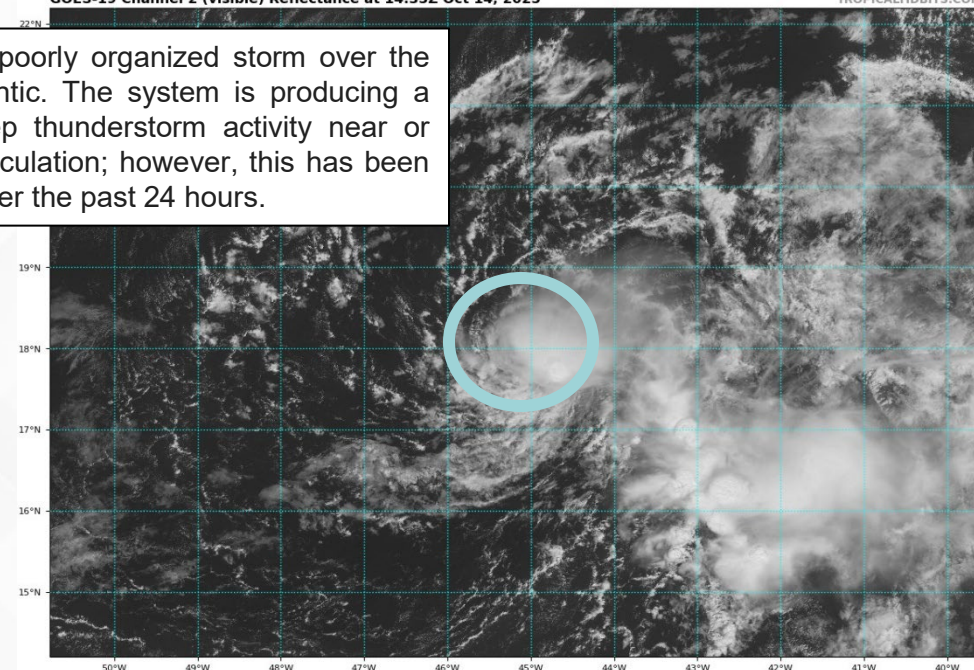 GOES-19 Channel 2 (Visible) Reflectance at 14:55Z Oct 14, 2025
22°N
poorly organized storm over the
ntic. The system is producing a
p thunderstorm activity near or
culation; however, this has been
er the past 24 hours.
19°N
18°N
17°N
16°N
15°N
50°W 49°W 48°W 47°W 46°W 45°W 44°W 43°W 42°W 41°W 40°W